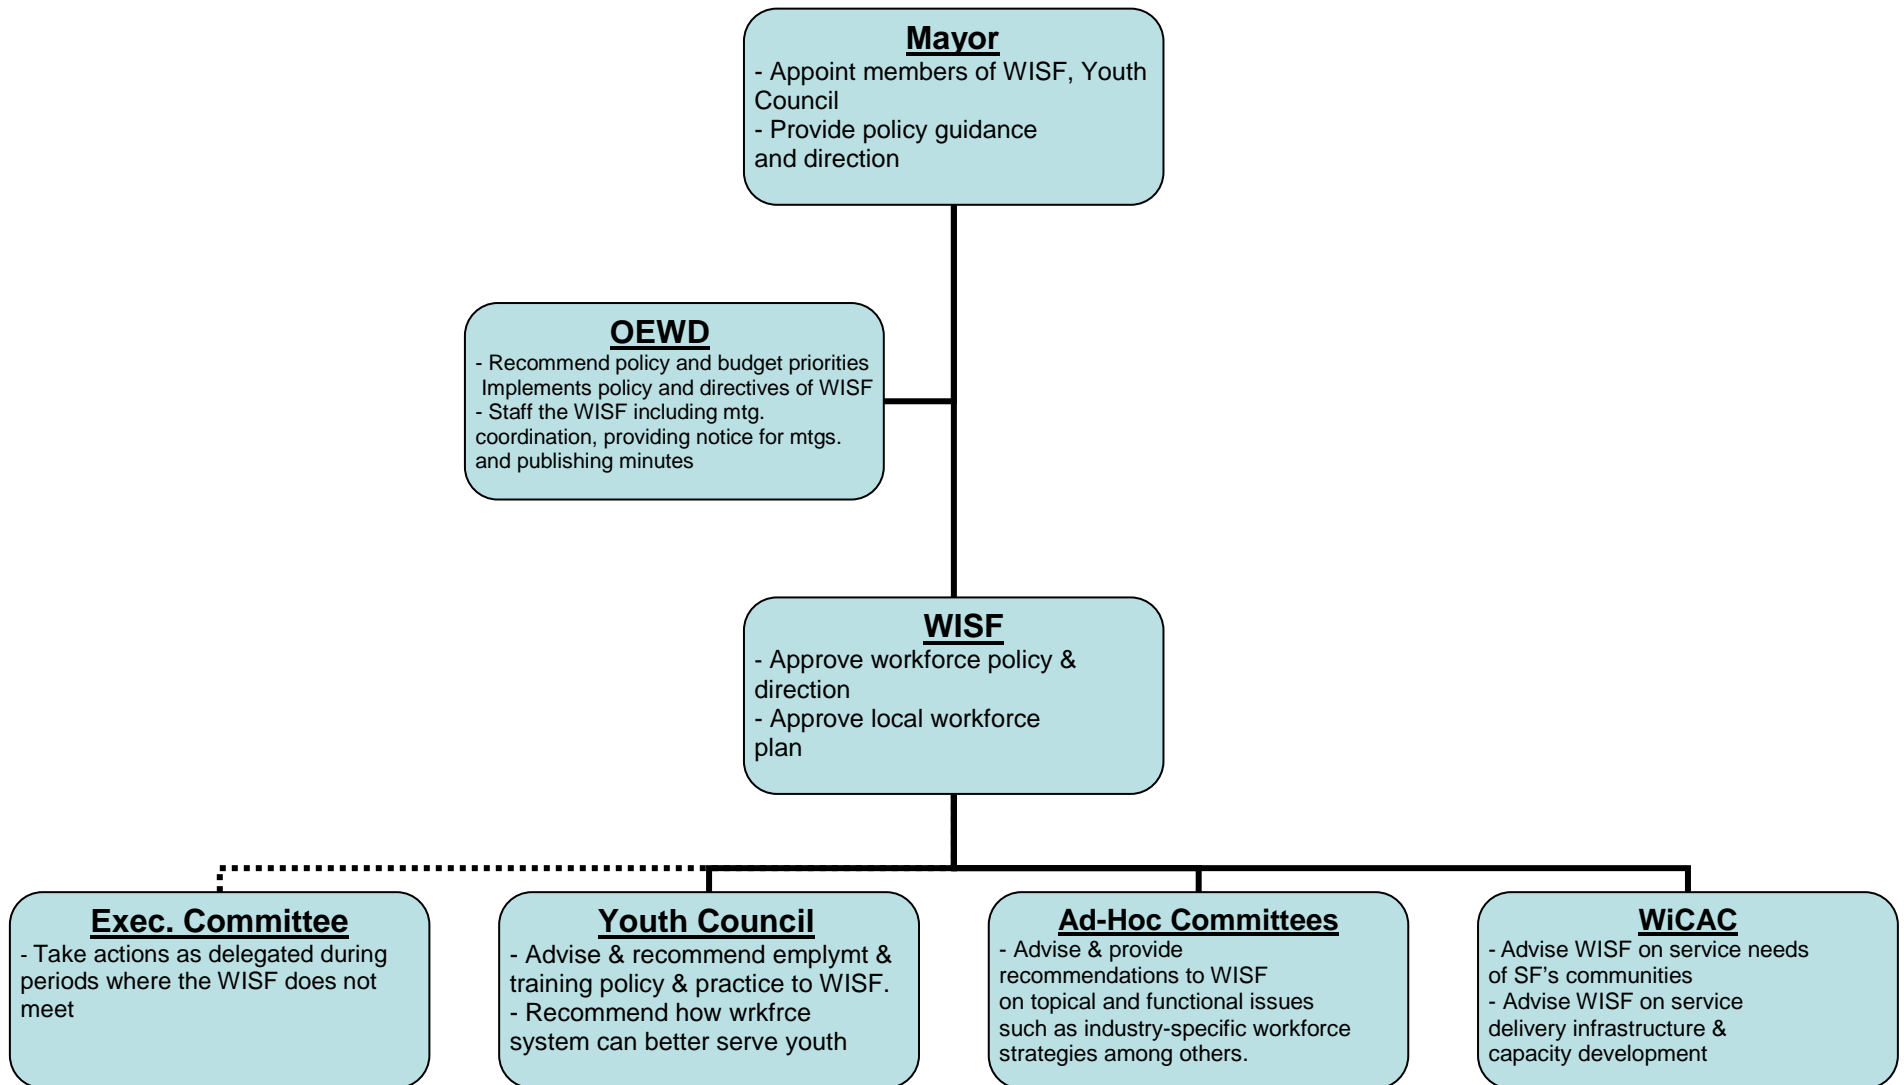 Mayor
- Appoint members of WISF, Youth
Council
- Provide policy guidance
and direction
OEWD
- Recommend policy and budget priorities
Implements policy and directives of WISF
- Staff the WISF including mtg.
coordination, providing notice for mtgs.
and publishing minutes
WISF
- Approve workforce policy &
direction
- Approve local workforce
plan
Exec. Committee
- Take actions as delegated during
periods where the WISF does not
meet
Youth Council
- Advise & recommend emplymt &
training policy & practice to WISF.
- Recommend how wrkfrce
system can better serve youth
Ad-Hoc Committees
- Advise & provide
recommendations to WISF
on topical and functional issues
such as industry-specific workforce
strategies among others.
WiCAC
- Advise WISF on service needs
of SF’s communities
- Advise WISF on service
delivery infrastructure &
capacity development